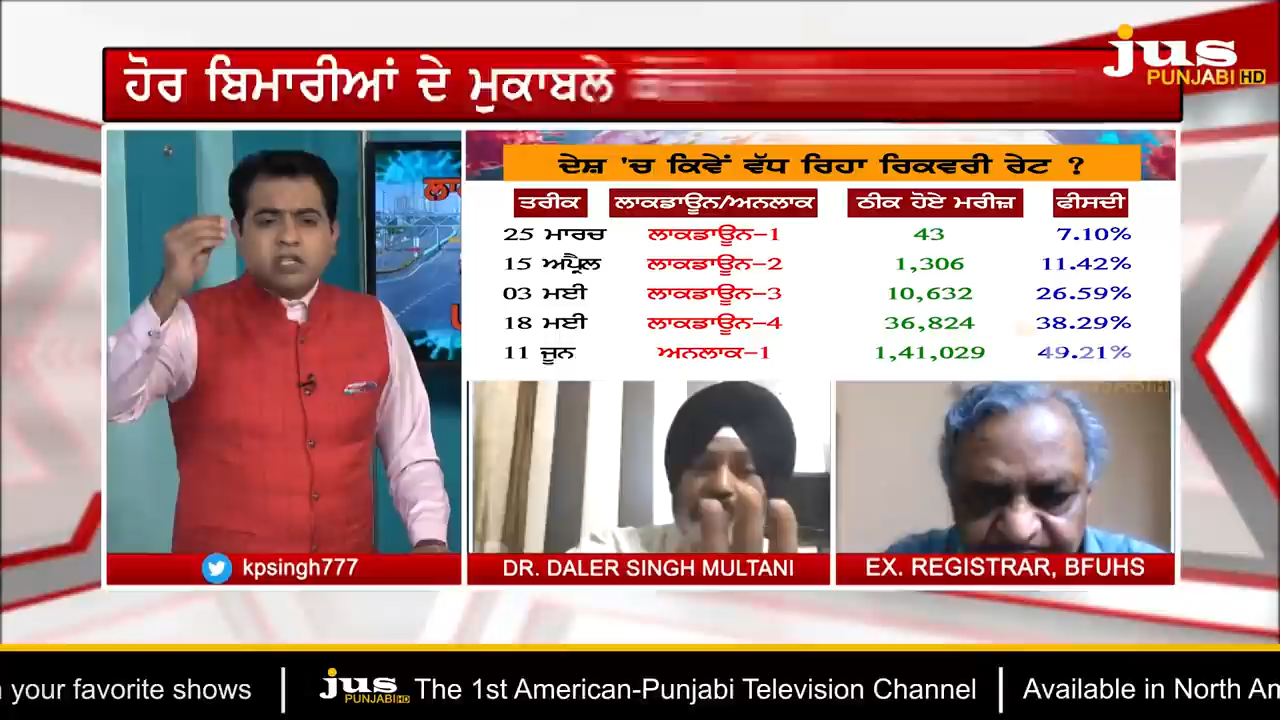 jus
PUNJABI HD
ਹੋਰ ਬਿਮਾਰੀਆਂ ਦੇ ਮੁਕਾਬਲੇ
ਦੇਸ਼ 'ਚ ਕਿਵੇਂ ਵੱਧ ਰਿਹਾ ਰਿਕਵਰੀ ਰੇਟ ?
ਤਰੀਕ ਲਾਕਡਾਊਨ/ਅਨਲਾਕ ਠੀਕ ਹੋਏ ਮਰੀਜ਼ ਫੀਸਦੀ
25 ਮਾਰਚ ਲਾਕਡਾਊਨ-1 43 7.10%
15 ਅਪ੍ਰੈਲ ਲਾਕਡਾਊਨ-2 1,306 11.42%
03 ਮਈ ਲਾਕਡਾਊਨ-3 10,632 26.59%
18 ਮਈ ਲਾਕਡਾਊਨ-4 36,824 38.29%
11 ਜੂਨ ਅਨਲਾਕ-1 1,41,029 49.21%
kpsingh777
DR. DALER SINGH MULTANI
EX. REGISTRAR, BFUHS
your favorite shows | jus PUNJABI HD The 1st American-Punjabi Television Channel | Available in North